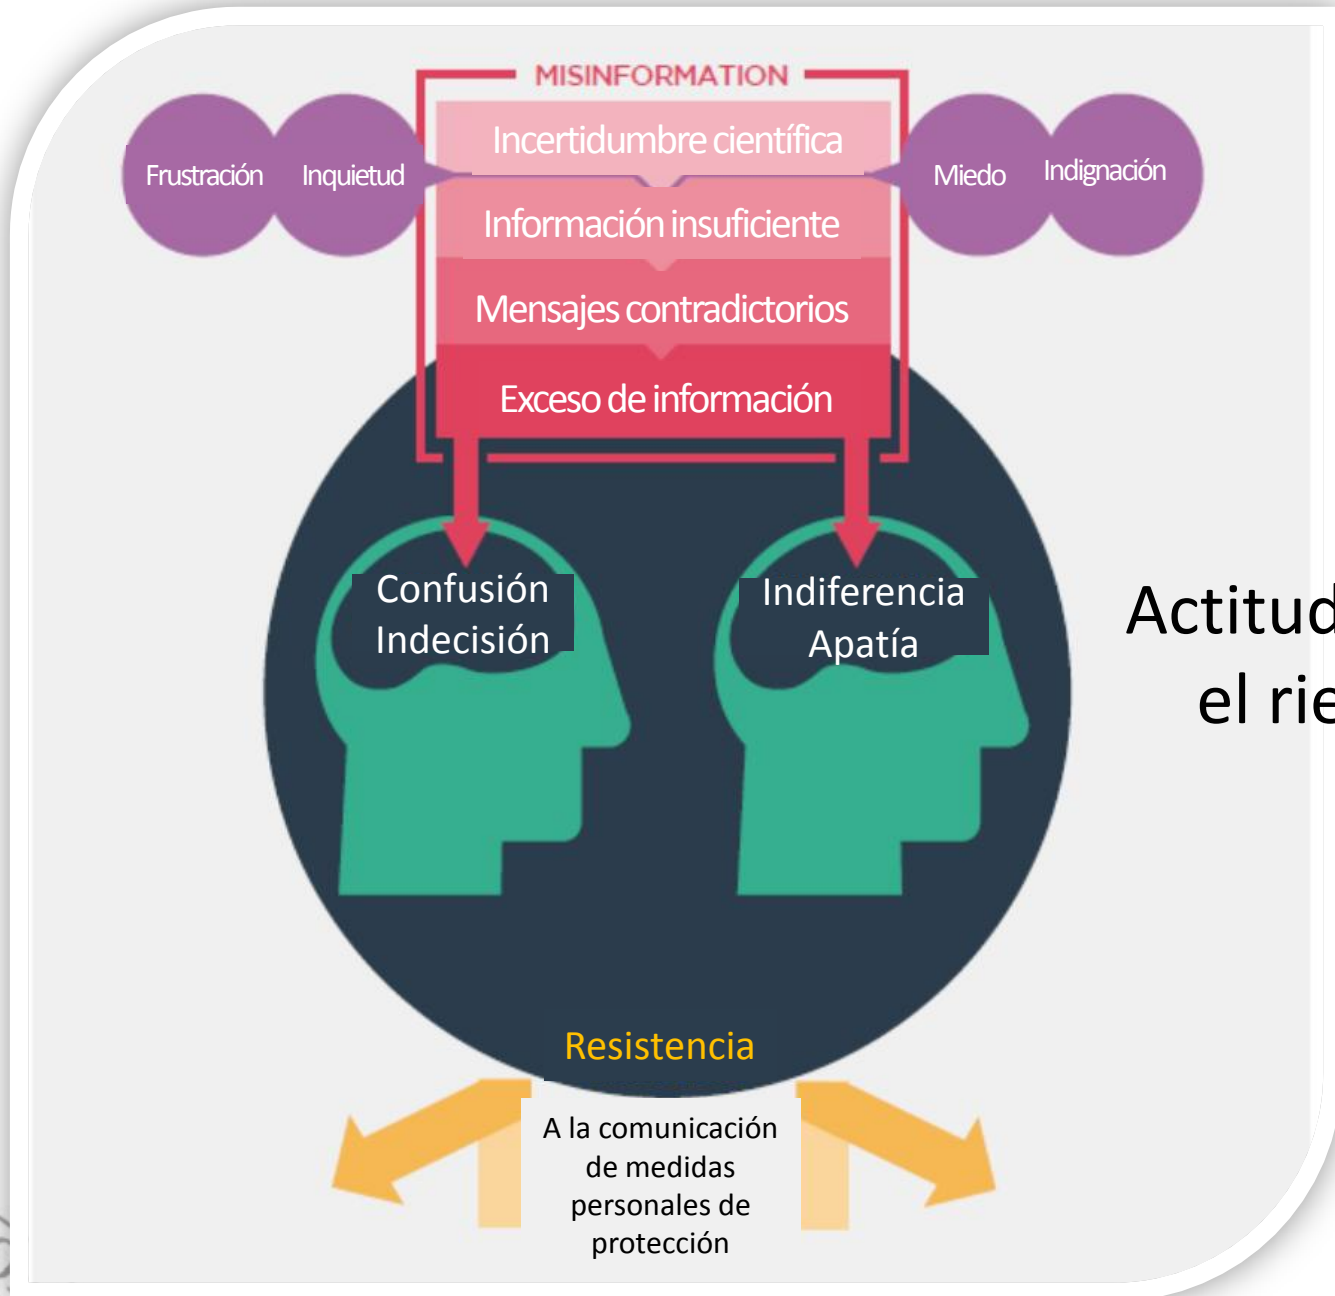 MISINFORMATION
Incertidumbre científica
Frustración
Inquietud
Miedo
Indignación
Información insuficiente
Mensajes contradictorios
Exceso de información
Confusión
Indecisión
Indiferencia
Apatía
Actitud
el rie
Resistencia
A la comunicación
de medidas
personales de
protección